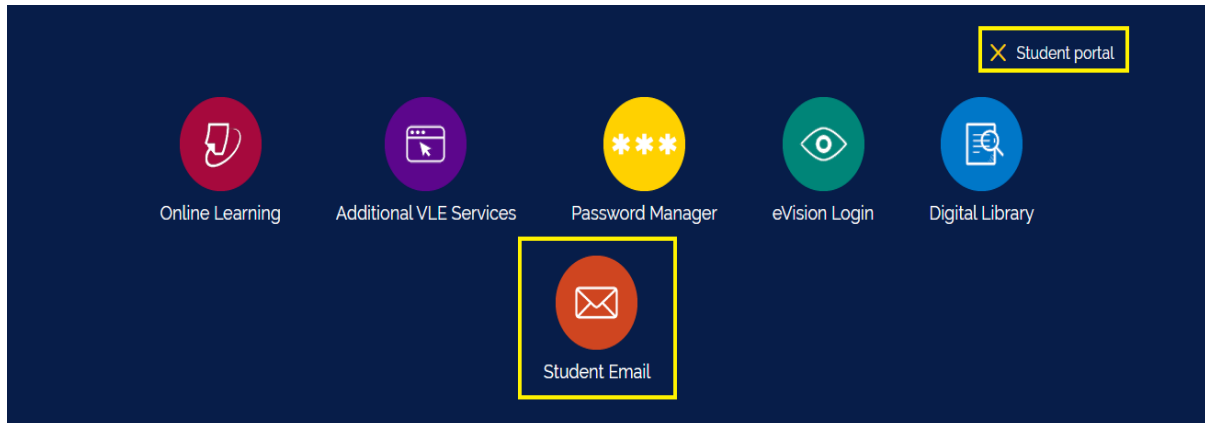 Student portal
Online Learning
Additional VLE Services
***
Password Manager
eVision Login
Digital Library
Student Email